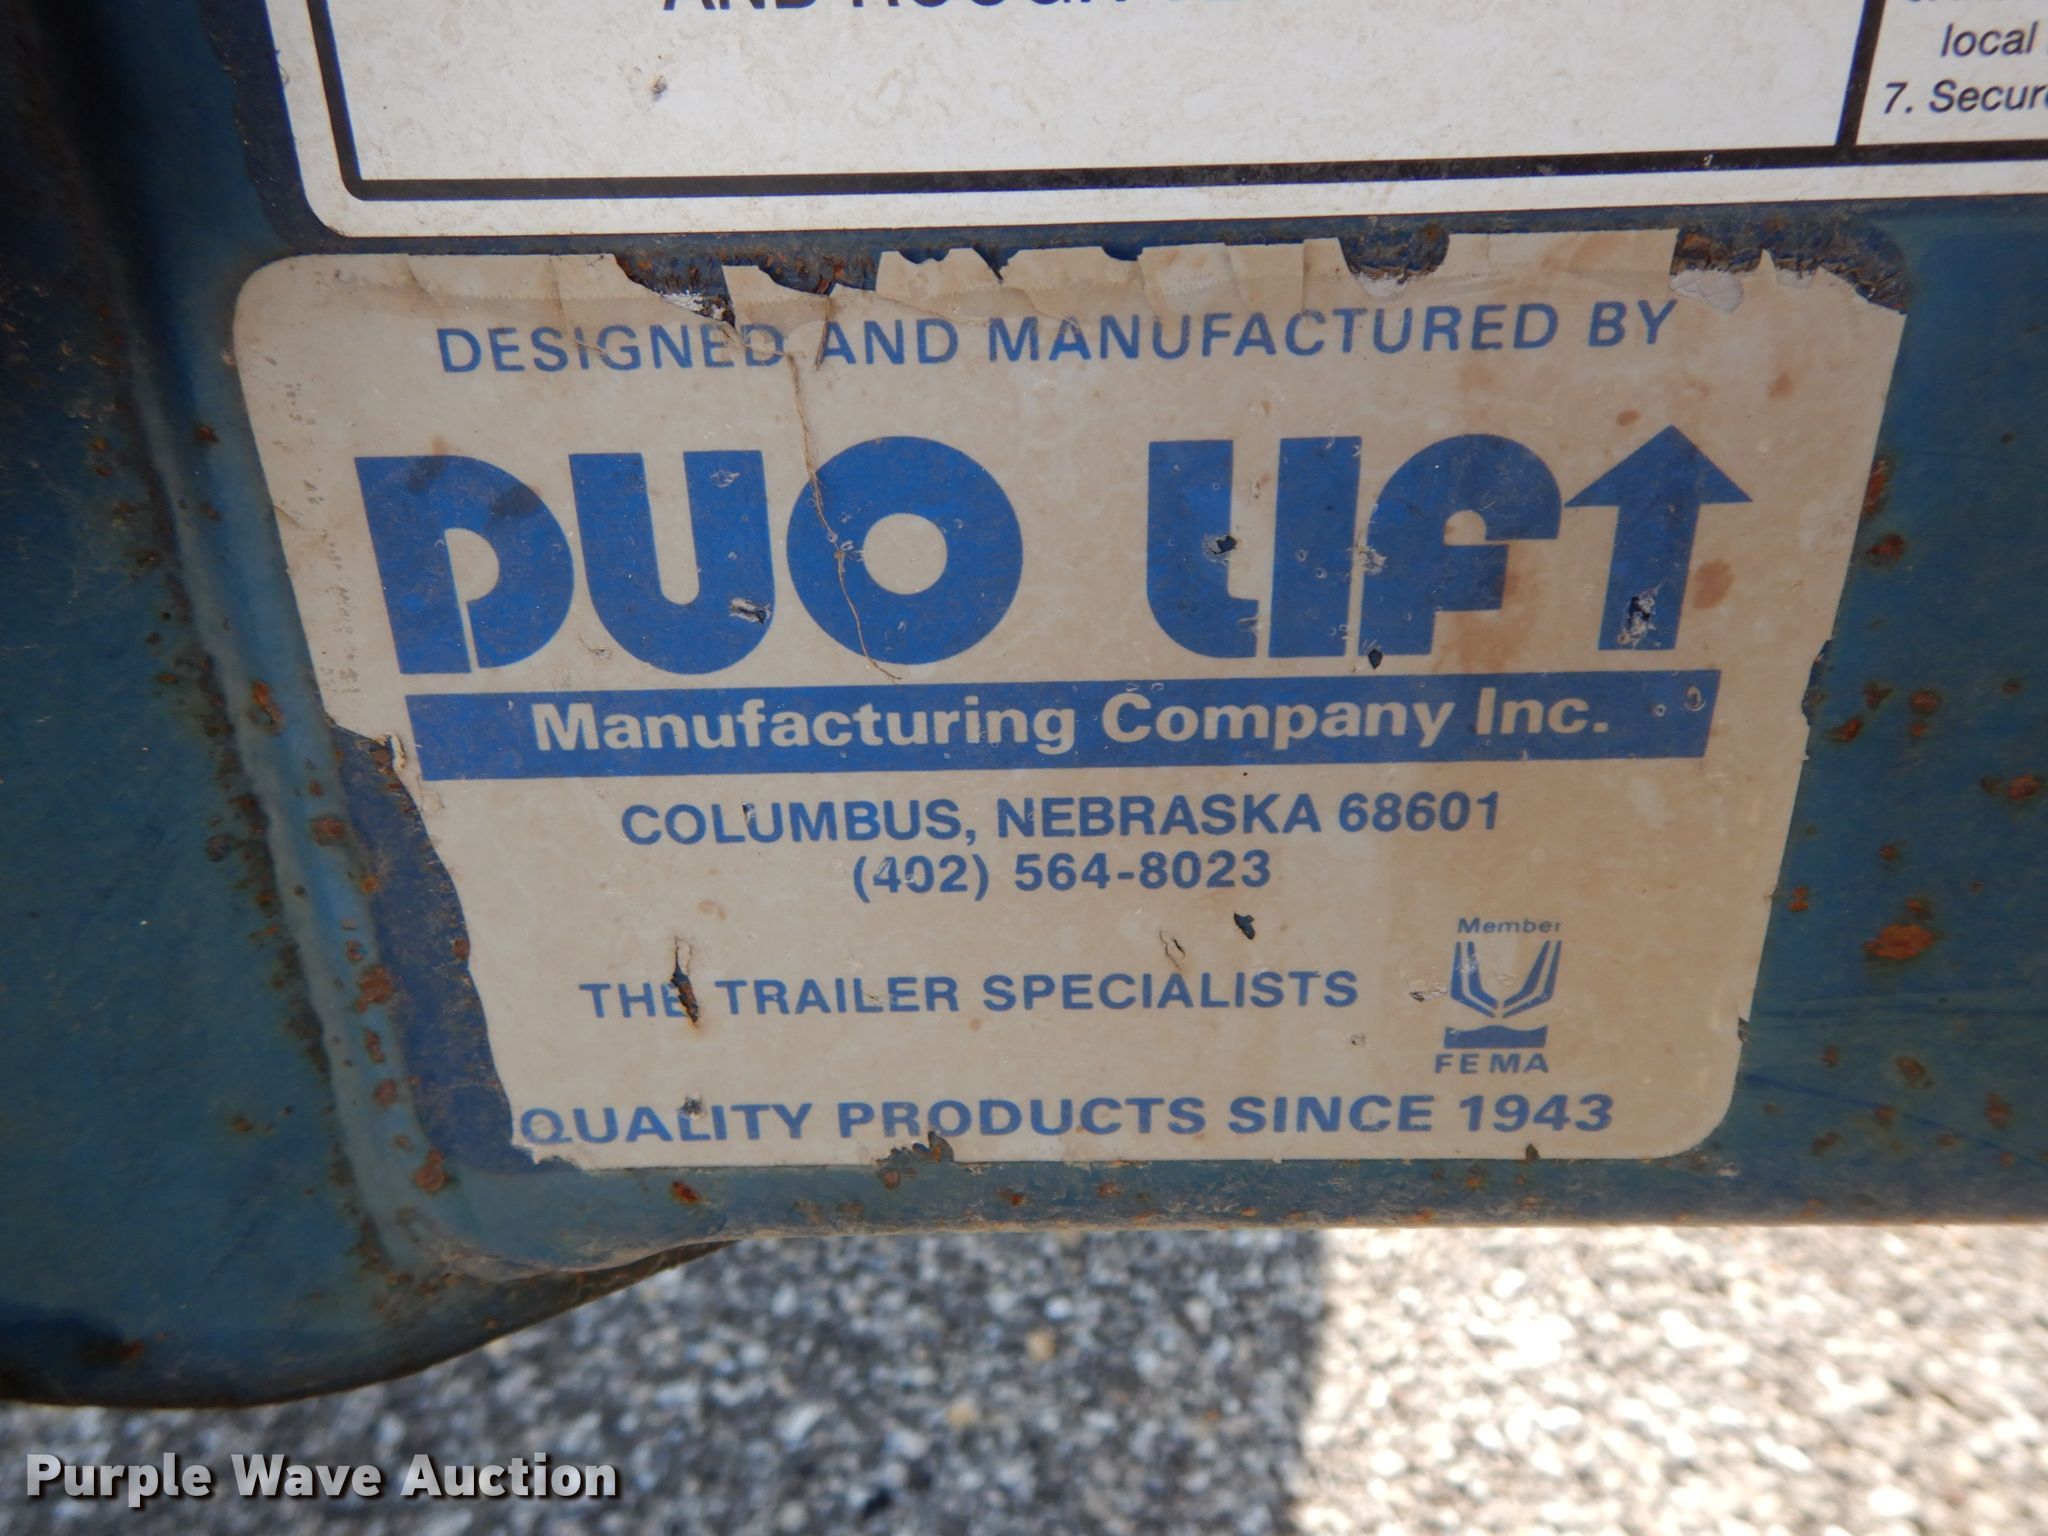 local
7. Secure
DESIGNED AND MANUFACTURED BY
DUO LIFT
Manufacturing Company Inc.
COLUMBUS, NEBRASKA 68601
(402) 564-8023
Member
THE TRAILER SPECIALISTS
FEMA
QUALITY PRODUCTS SINCE 1943
Purple Wave Auction